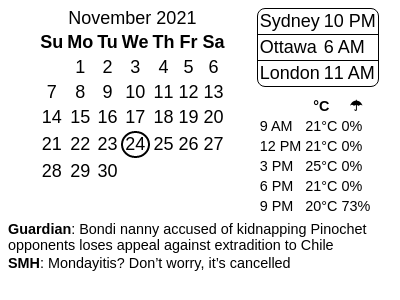 November 2021
Su Mo Tu We Th Fr Sa
1 2 3 4 5 6
7 8 9 10 11 12 13
14 15 16 17 18 19 20
21 22 23 24 25 26 27
28 29 30
Sydney 10 PM
Ottawa 6 AM
London 11 AM
°C ☂
9 AM 21°C 0%
12 PM 21°C 0%
3 PM 25°C 0%
6 PM 21°C 0%
9 PM 20°C 73%
Guardian: Bondi nanny accused of kidnapping Pinochet
opponents loses appeal against extradition to Chile
SMH: Mondayitis? Don’t worry, it’s cancelled